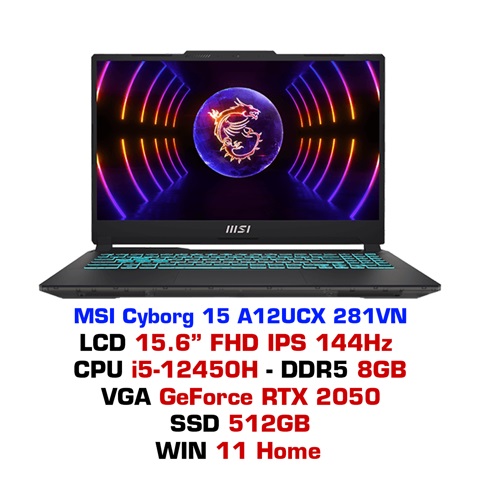 msi
MSI Cyborg 15 A12UCX 281VN
LCD 15.6” FHD IPS 144Hz
CPU i5-12450H - DDR5 8GB
VGA GeForce RTX 2050
SSD 512GB
WIN 11 Home